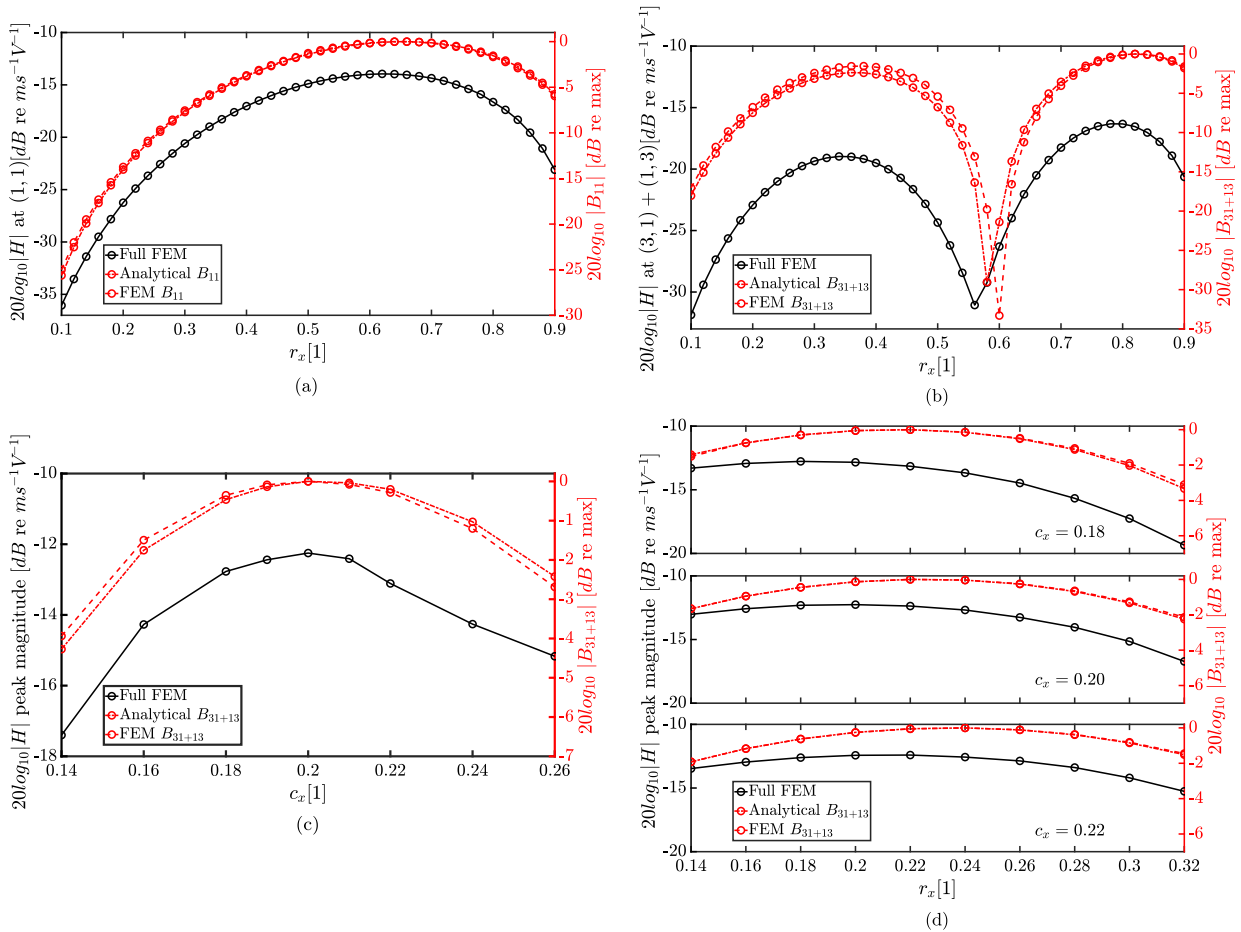 20log₁₀|H| at (1,1)[dB re ms⁻¹V⁻¹]
-10
-15
-20
-25
-30
-35
0.1 0.2 0.3 0.4 0.5 0.6 0.7 0.8 0.9
r_x[1]
0
-5
-10
-15
-20
-25
-30
20log₁₀ |B₁₁| [dB re max]
Full FEM
Analytical B₁₁
FEM B₁₁
(a)
20log₁₀|H| at (3,1) + (1,3)[dB re ms⁻¹V⁻¹]
-10
-15
-20
-25
-30
0.1 0.2 0.3 0.4 0.5 0.6 0.7 0.8 0.9
r_x[1]
0
-5
-10
-15
-20
-25
-30
-35
20log₁₀ |B₃₁₊₁₃| [dB re max]
Full FEM
Analytical B₃₁₊₁₃
FEM B₃₁₊₁₃
(b)
20log₁₀|H| peak magnitude [dB re ms⁻¹V⁻¹]
-10
-12
-14
-16
-18
0.14 0.16 0.18 0.2 0.22 0.24 0.26
c_x[1]
0
-1
-2
-3
-4
-5
-6
-7
20log₁₀ |B₃₁₊₁₃| [dB re max]
Full FEM
Analytical B₃₁₊₁₃
FEM B₃₁₊₁₃
(c)
20log₁₀|H| peak magnitude [dB re ms⁻¹V⁻¹]
-10
-15
-20
0
-2
-4
-6
c_x = 0.18
-10
-15
-20
0
-2
-4
-6
c_x = 0.20
-10
-15
-20
0
-2
-4
-6
c_x = 0.22
Full FEM
Analytical B₃₁₊₁₃
FEM B₃₁₊₁₃
0.14 0.16 0.18 0.2 0.22 0.24 0.26 0.28 0.3 0.32
r_x[1]
20log₁₀ |B₃₁₊₁₃| [dB re max]
(d)